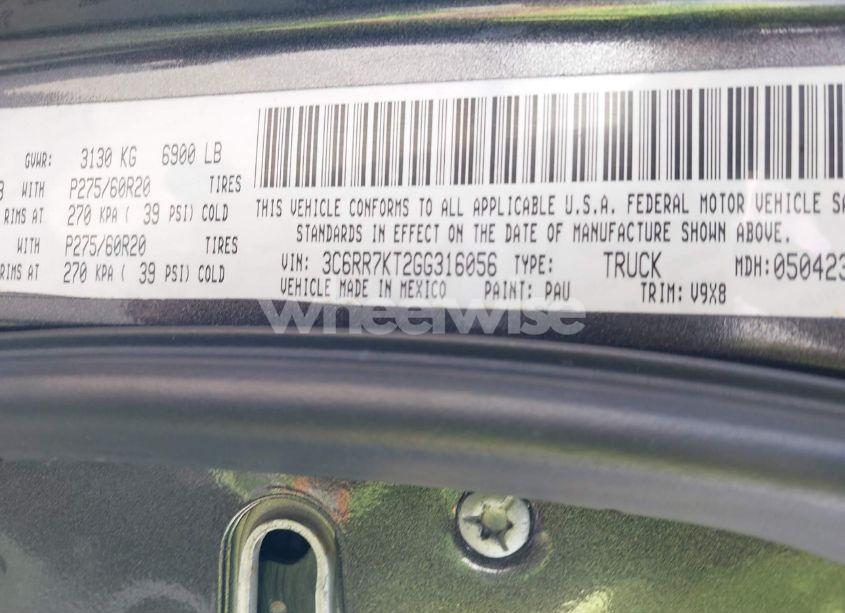 GVWR: 3130 KG 6900 LB
WITH P275/60R20 TIRES
RIMS AT 270 KPA ( 39 PSI) COLD
WITH P275/60R20 TIRES
RIMS AT 270 KPA ( 39 PSI) COLD
THIS VEHICLE CONFORMS TO ALL APPLICABLE U.S.A. FEDERAL MOTOR VEHICLE SA
STANDARDS IN EFFECT ON THE DATE OF MANUFACTURE SHOWN ABOVE.
VIN: 3C6RR7KT2GG316056 TYPE: TRUCK MDH: 050423
VEHICLE MADE IN MEXICO PAINT: PAU TRIM: V9X8
wheelwise